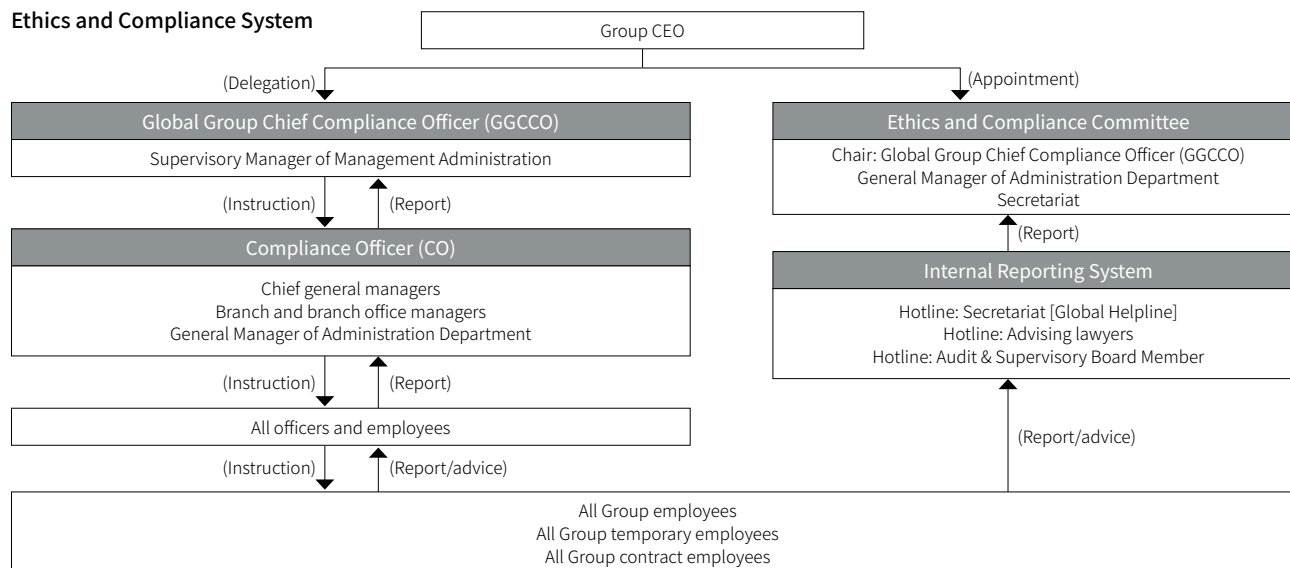 Ethics and Compliance System
Group CEO
(Delegation)
(Appointment)
Global Group Chief Compliance Officer (GGCCO)
Supervisory Manager of Management Administration
Ethics and Compliance Committee
Chair: Global Group Chief Compliance Officer (GGCCO)
General Manager of Administration Department
Secretariat
(Instruction)
(Report)
(Report)
Compliance Officer (CO)
Chief general managers
Branch and branch office managers
General Manager of Administration Department
Internal Reporting System
Hotline: Secretariat [Global Helpline]
Hotline: Advising lawyers
Hotline: Audit & Supervisory Board Member
(Instruction)
(Report)
All officers and employees
(Report/advice)
(Instruction)
(Report/advice)
All Group employees
All Group temporary employees
All Group contract employees